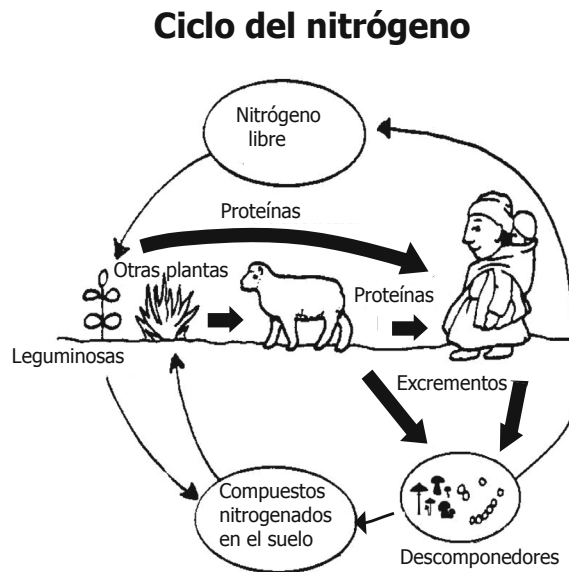 Ciclo del nitrógeno
Nitrógeno
libre
Proteínas
Otras plantas
Proteínas
Leguminosas
Excrementos
Compuestos
nitrogenados
en el suelo
Descomponedores